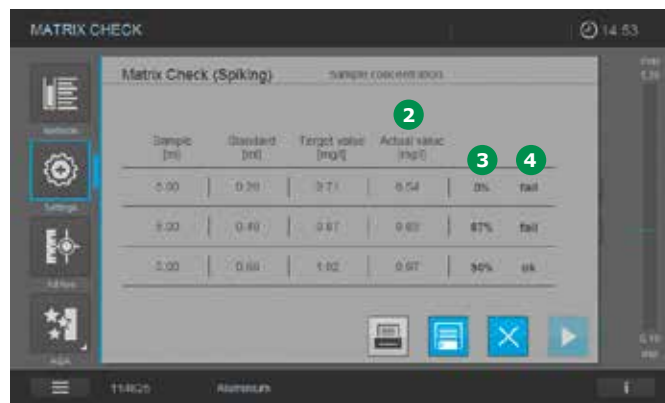 MATRIX CHECK 14:53
Matrix Check (Spiking) sample concentration
2
Sample Standard Target value Actual value 3 4
[ml] [ml] [mg/l] [mg/l]
5.00 0.20 0.71 0.54 0% fail
5.00 0.40 0.87 0.83 87% fail
5.00 0.60 1.02 0.97 90% ok
Settings
AQA
114825 Aluminium
i